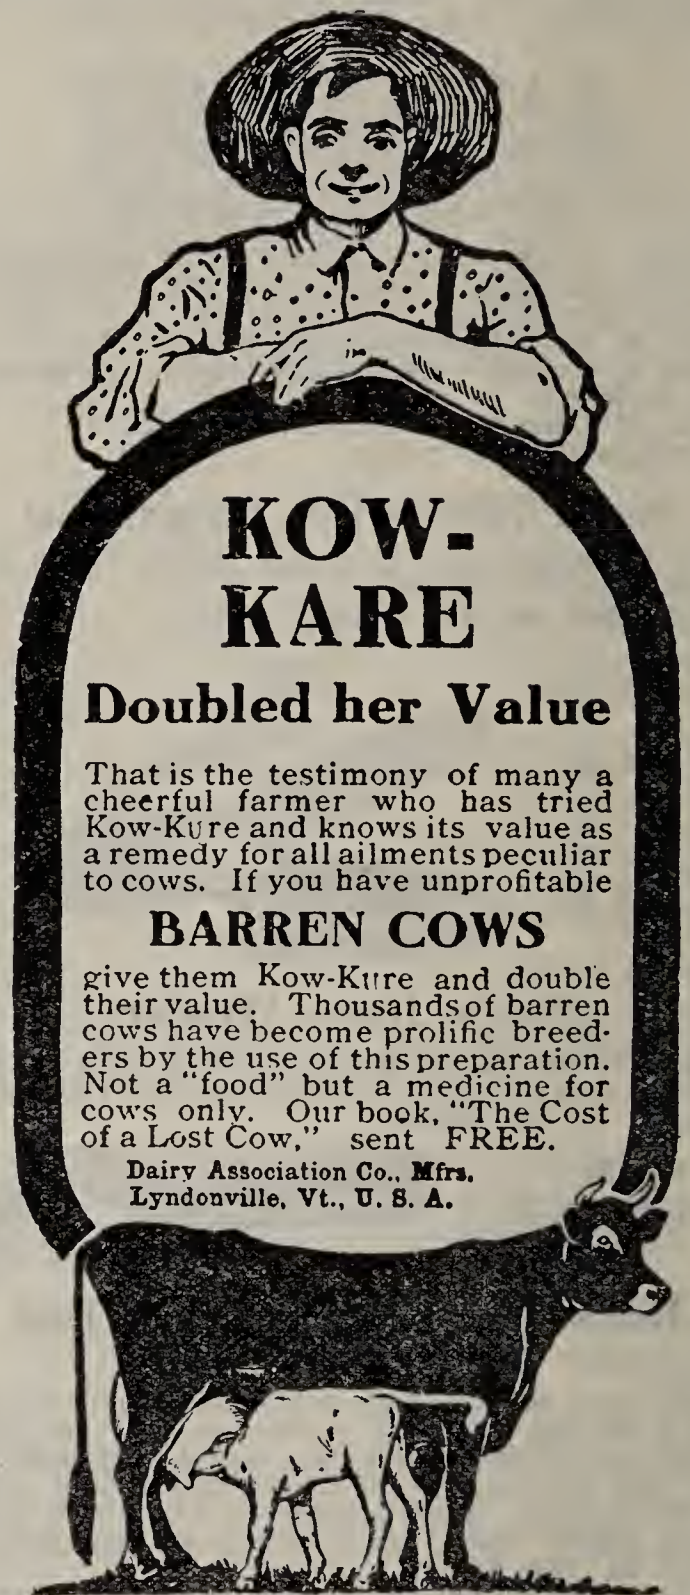 KOW-
KARE
Doubled her Value
That is the testimony of many a
cheerful farmer who has tried
Kow-Kure and knows its value as
a remedy for all ailments peculiar
to cows. If you have unprofitable
BARREN COWS
give them Kow-Kure and double
their value. Thousands of barren
cows have become prolific breed-
ers by the use of this preparation.
Not a "food" but a medicine for
cows only. Our book, "The Cost
of a Lost Cow," sent FREE.
Dairy Association Co., Mfrs.
Lyndonville, Vt., U. S. A.